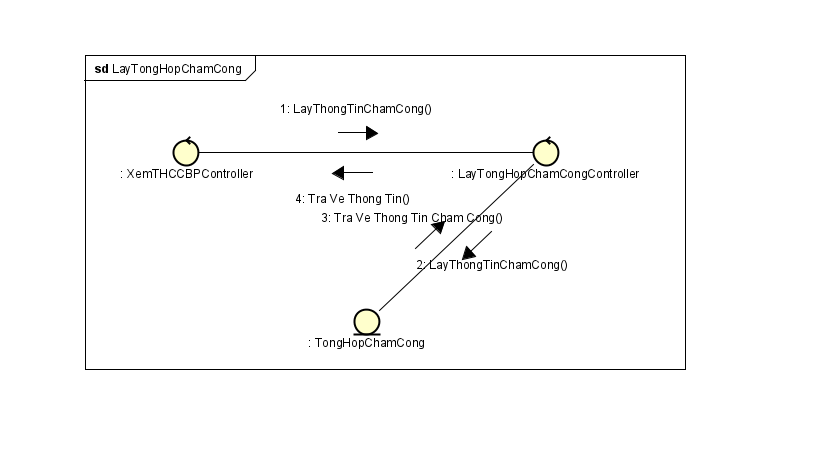 sd LayTongHopChamCong
1: LayThongTinChamCong()
: XemTHCCBPController
: LayTongHopChamCongController
4: Tra Ve Thong Tin()
3: Tra Ve Thong Tin Cham Cong()
2: LayThongTinChamCong()
: TongHopChamCong